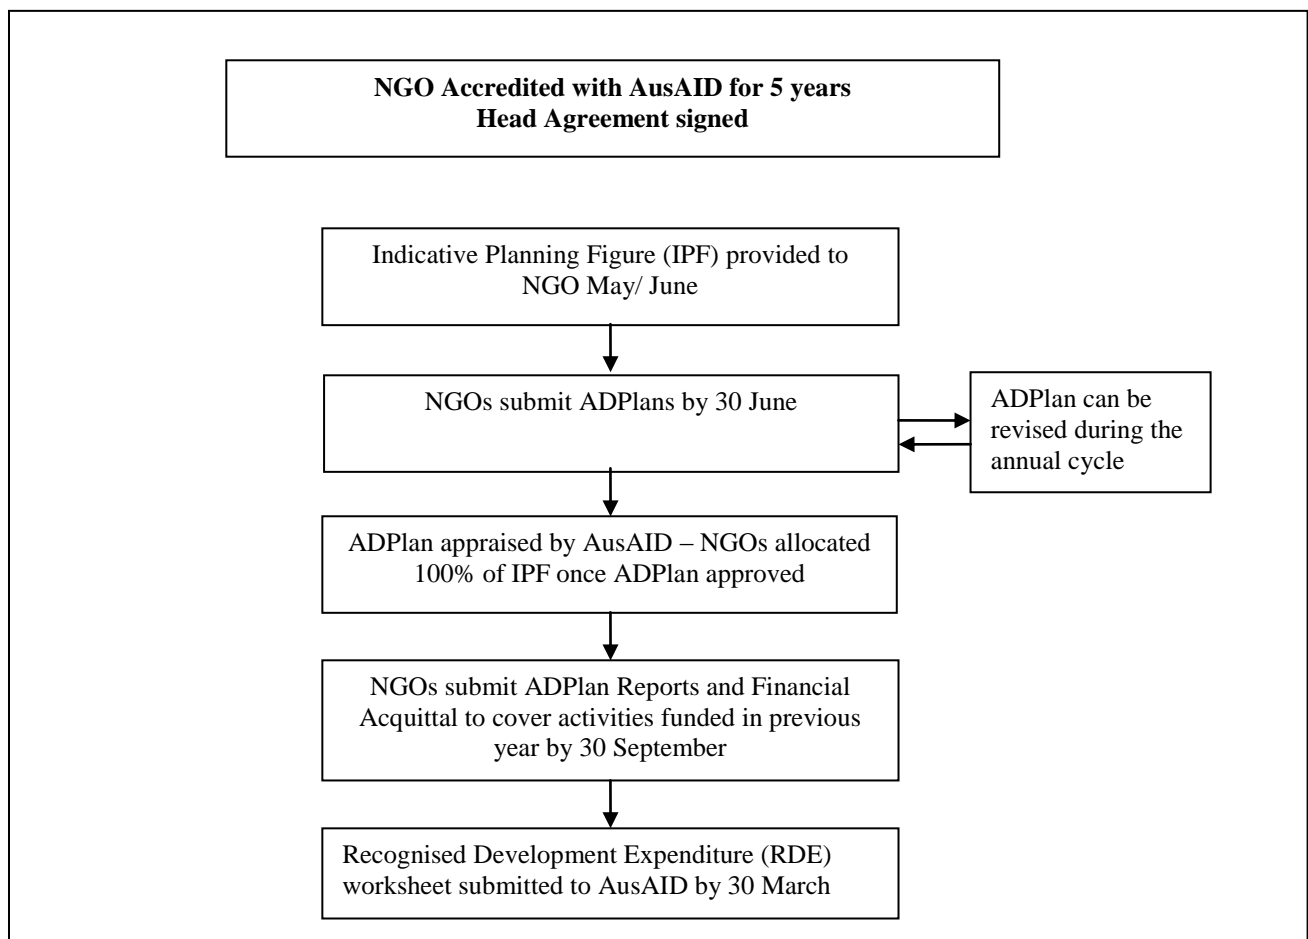 NGO Accredited with AusAID for 5 years
Head Agreement signed
Indicative Planning Figure (IPF) provided to
NGO May/ June
NGOs submit ADPlans by 30 June
ADPlan can be
revised during the
annual cycle
ADPlan appraised by AusAID – NGOs allocated
100% of IPF once ADPlan approved
NGOs submit ADPlan Reports and Financial
Acquittal to cover activities funded in previous
year by 30 September
Recognised Development Expenditure (RDE)
worksheet submitted to AusAID by 30 March